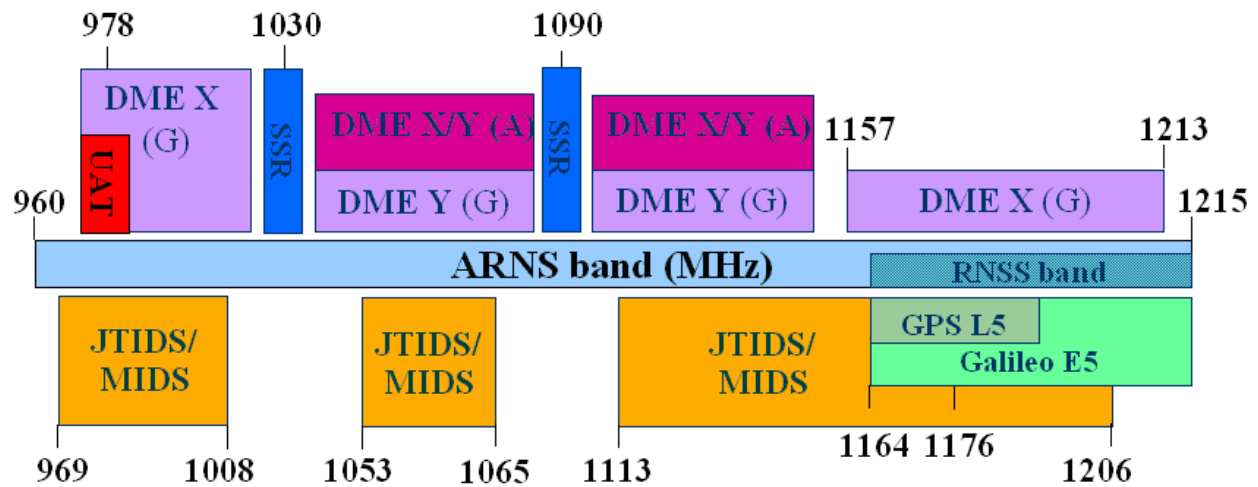 978
1030
1090
DME X
(G)
UAT
SSR
DME X/Y (A)
DME Y (G)
SSR
DME X/Y (A)
DME Y (G)
1157
1213
DME X (G)
960
1215
ARNS band (MHz)
RNSS band
JTIDS/
MIDS
JTIDS/
MIDS
JTIDS/
MIDS
GPS L5
Galileo E5
969
1008
1053
1065
1113
1164
1176
1206